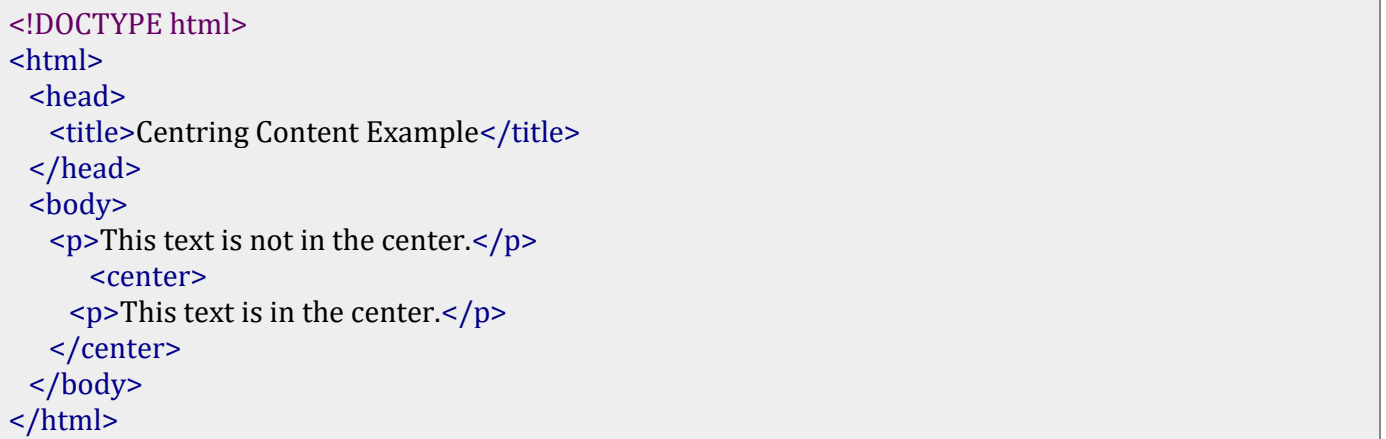 <!DOCTYPE html>
<html>
<head>
<title>Centring Content Example</title>
</head>
<body>
<p>This text is not in the center.</p>
<center>
<p>This text is in the center.</p>
</center>
</body>
</html>